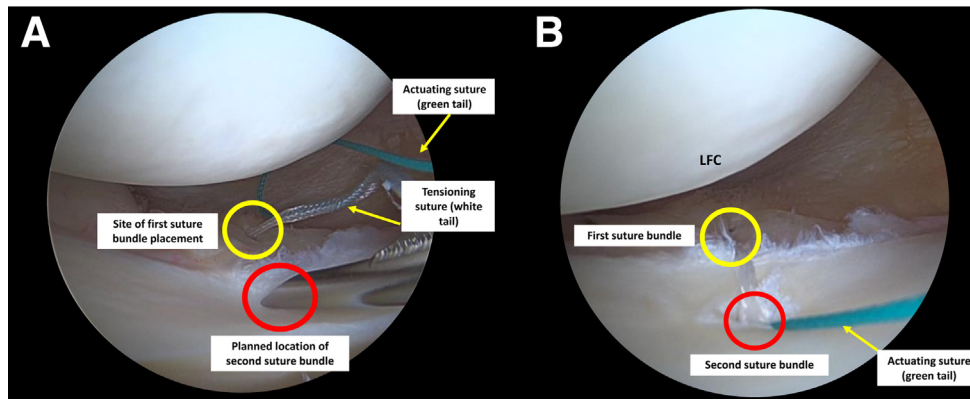 A
Actuating suture
(green tail)
Tensioning
suture (white
tail)
Site of first suture
bundle placement
Planned location of
second suture bundle
B
LFC
First suture bundle
Second suture bundle
Actuating suture
(green tail)